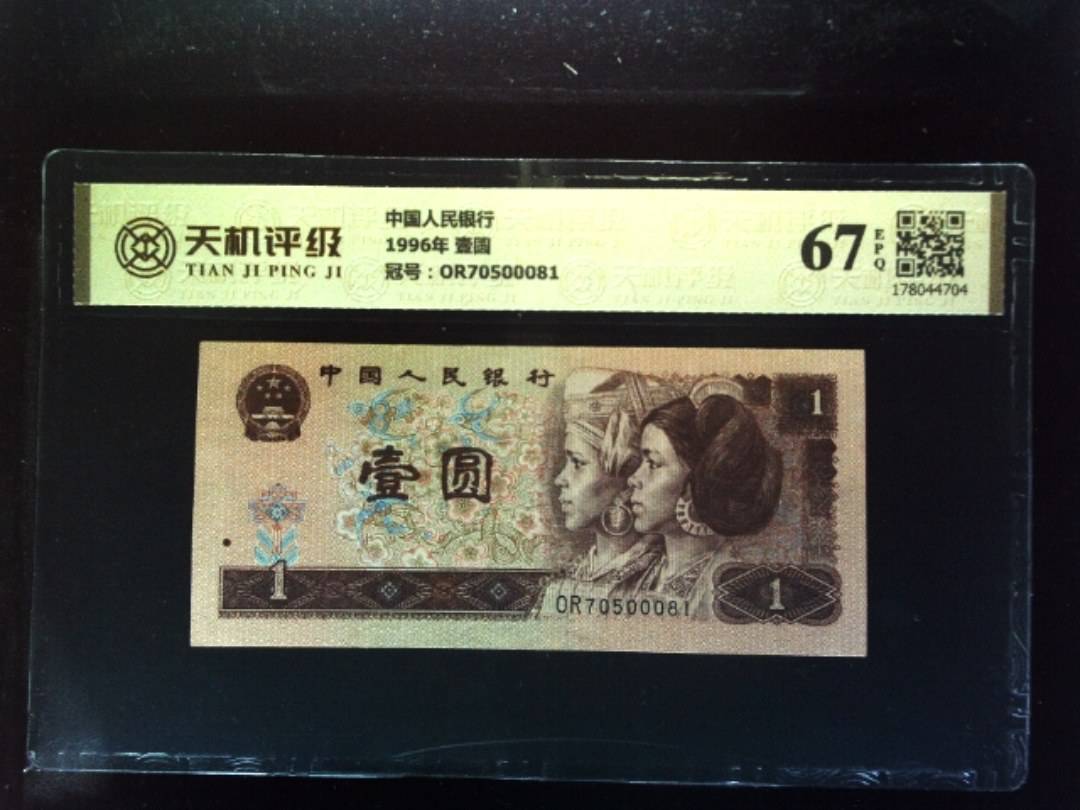 天机评级
TIAN JI PING JI
中国人民银行
1996年 壹圆
冠号：OR70500081
67
EPQ
178044704
中国人民银行
1
壹圆
1
OR70500081
1